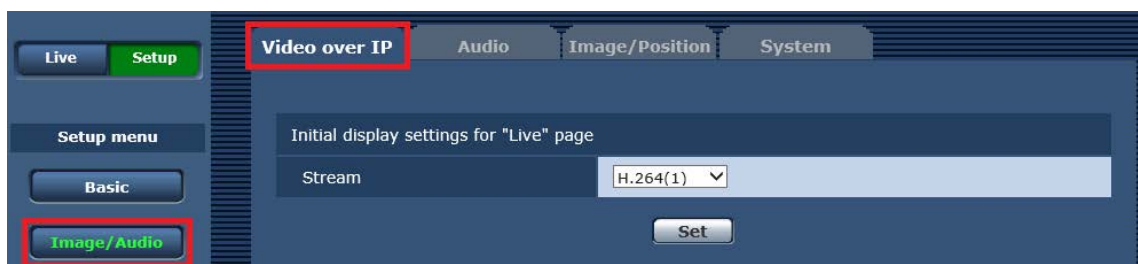 Live Setup
Setup menu
Basic
Image/Audio
Video over IP Audio Image/Position System
Initial display settings for "Live" page
Stream H.264(1)
Set